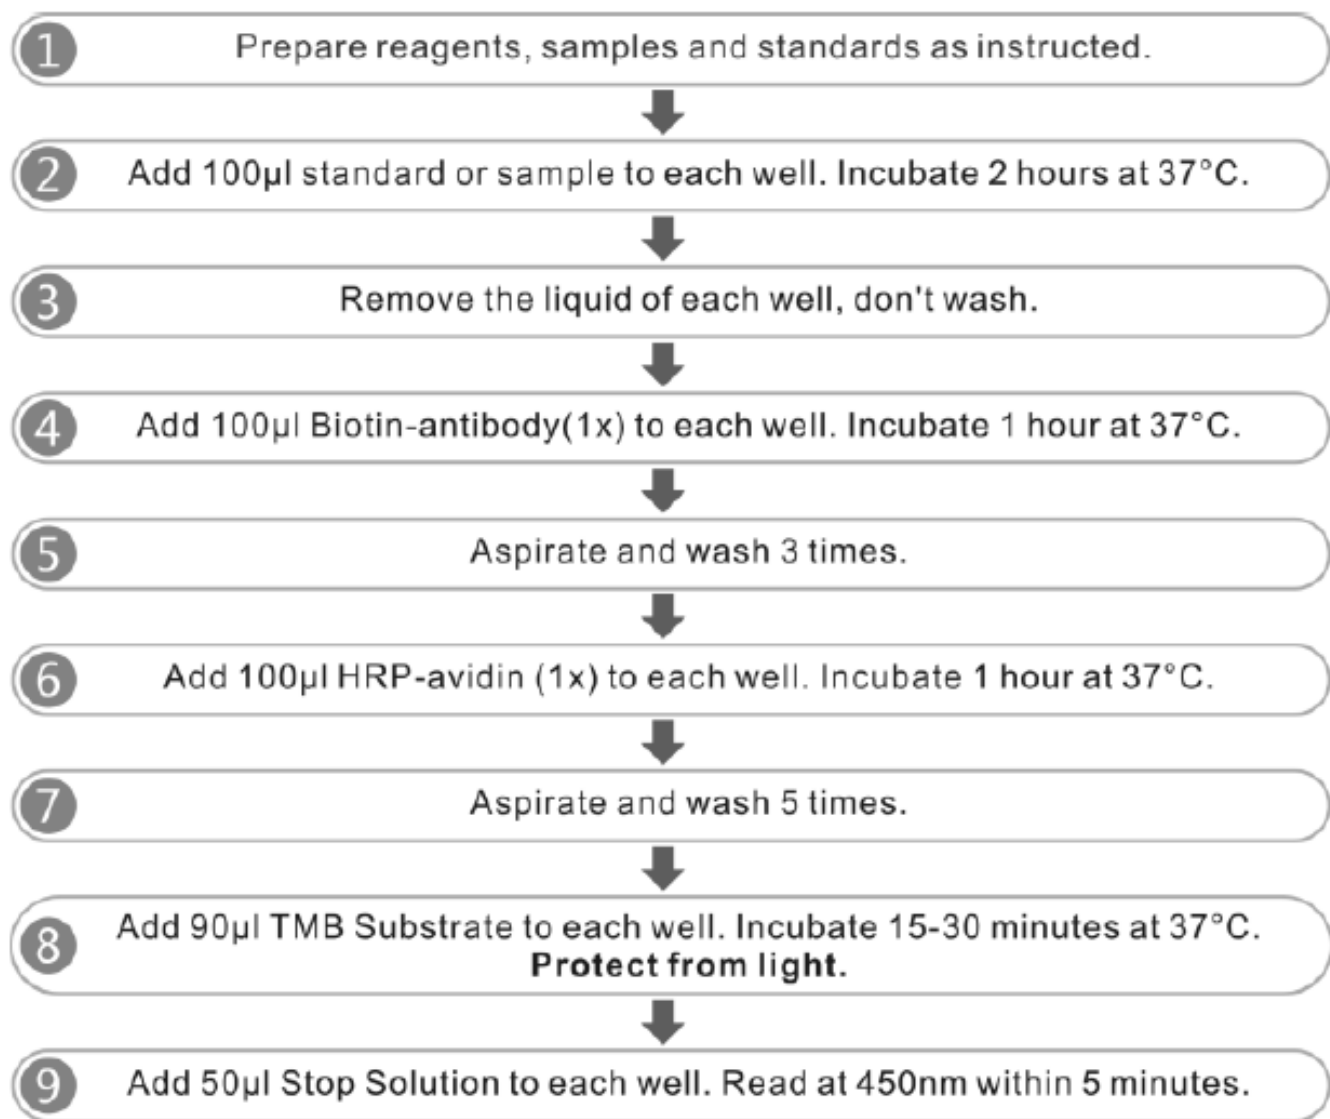 1 Prepare reagents, samples and standards as instructed.
2 Add 100µl standard or sample to each well. Incubate 2 hours at 37°C.
3 Remove the liquid of each well, don't wash.
4 Add 100µl Biotin-antibody(1x) to each well. Incubate 1 hour at 37°C.
5 Aspirate and wash 3 times.
6 Add 100µl HRP-avidin (1x) to each well. Incubate 1 hour at 37°C.
7 Aspirate and wash 5 times.
8 Add 90µl TMB Substrate to each well. Incubate 15-30 minutes at 37°C.
Protect from light.
9 Add 50µl Stop Solution to each well. Read at 450nm within 5 minutes.